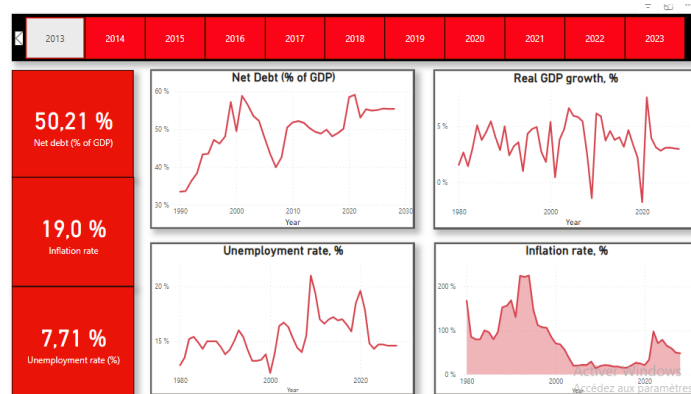 2013 2014 2015 2016 2017 2018 2019 2020 2021 2022 2023
50,21 %
Net debt (% of GDP)
19,0 %
Inflation rate
7,71 %
Unemployment rate (%)
Net Debt (% of GDP)
60 %
50 %
40 %
30 %
1990 2000 2010 2020 2030
Year
Real GDP growth, %
5 %
0 %
1980 2000 2020
Year
Unemployment rate, %
20 %
15 %
1980 2000 2020
Year
Inflation rate, %
200 %
100 %
0 %
1980 2000 2020
Year
Activer Windows
Accédez aux paramètres